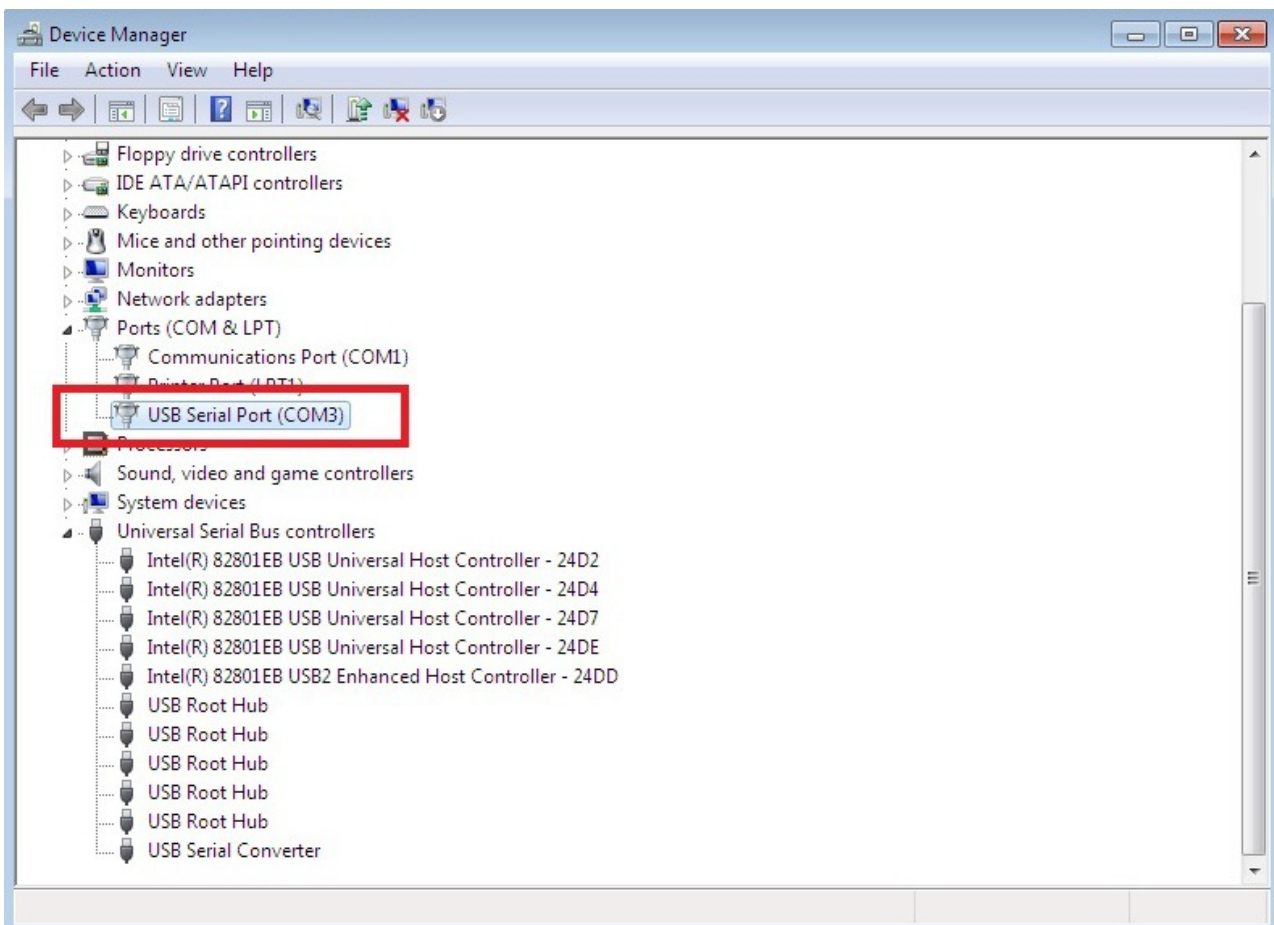 Device Manager
File Action View Help
Floppy drive controllers
IDE ATA/ATAPI controllers
Keyboards
Mice and other pointing devices
Monitors
Network adapters
Ports (COM & LPT)
Communications Port (COM1)
Printer Port (LPT1)
USB Serial Port (COM3)
Processors
Sound, video and game controllers
System devices
Universal Serial Bus controllers
Intel(R) 82801EB USB Universal Host Controller - 24D2
Intel(R) 82801EB USB Universal Host Controller - 24D4
Intel(R) 82801EB USB Universal Host Controller - 24D7
Intel(R) 82801EB USB Universal Host Controller - 24DE
Intel(R) 82801EB USB2 Enhanced Host Controller - 24DD
USB Root Hub
USB Root Hub
USB Root Hub
USB Root Hub
USB Root Hub
USB Serial Converter